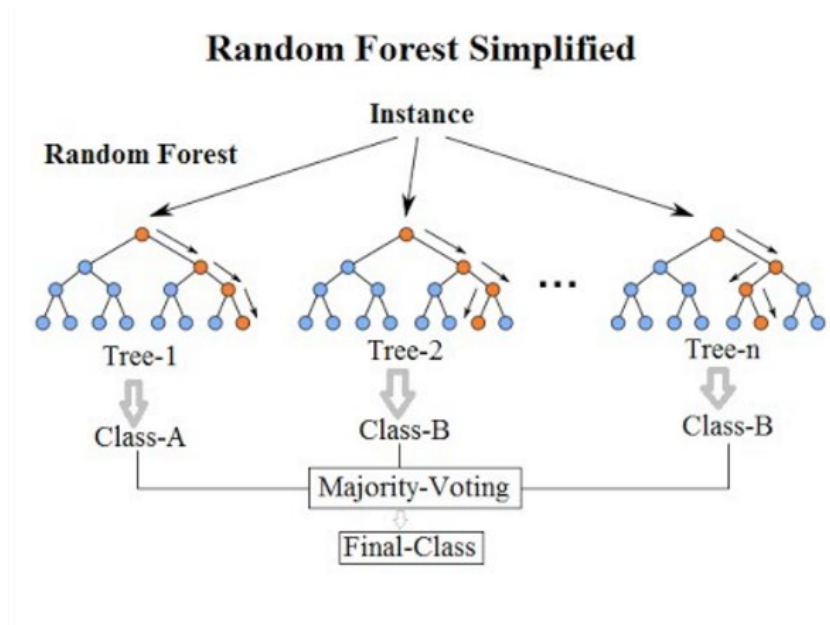 Random Forest Simplified
Instance
Random Forest
...
Tree-1
Tree-2
Tree-n
Class-A
Class-B
Class-B
Majority-Voting
Final-Class